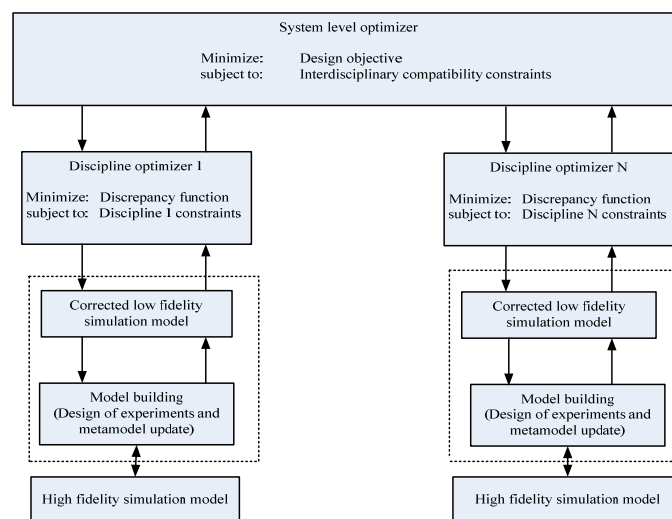 System level optimizer
Minimize: Design objective
subject to: Interdisciplinary compatibility constraints
Discipline optimizer 1
Minimize: Discrepancy function
subject to: Discipline 1 constraints
Discipline optimizer N
Minimize: Discrepancy function
subject to: Discipline N constraints
Corrected low fidelity
simulation model
Corrected low fidelity
simulation model
Model building
(Design of experiments and
metamodel update)
Model building
(Design of experiments and
metamodel update)
High fidelity simulation model
High fidelity simulation model